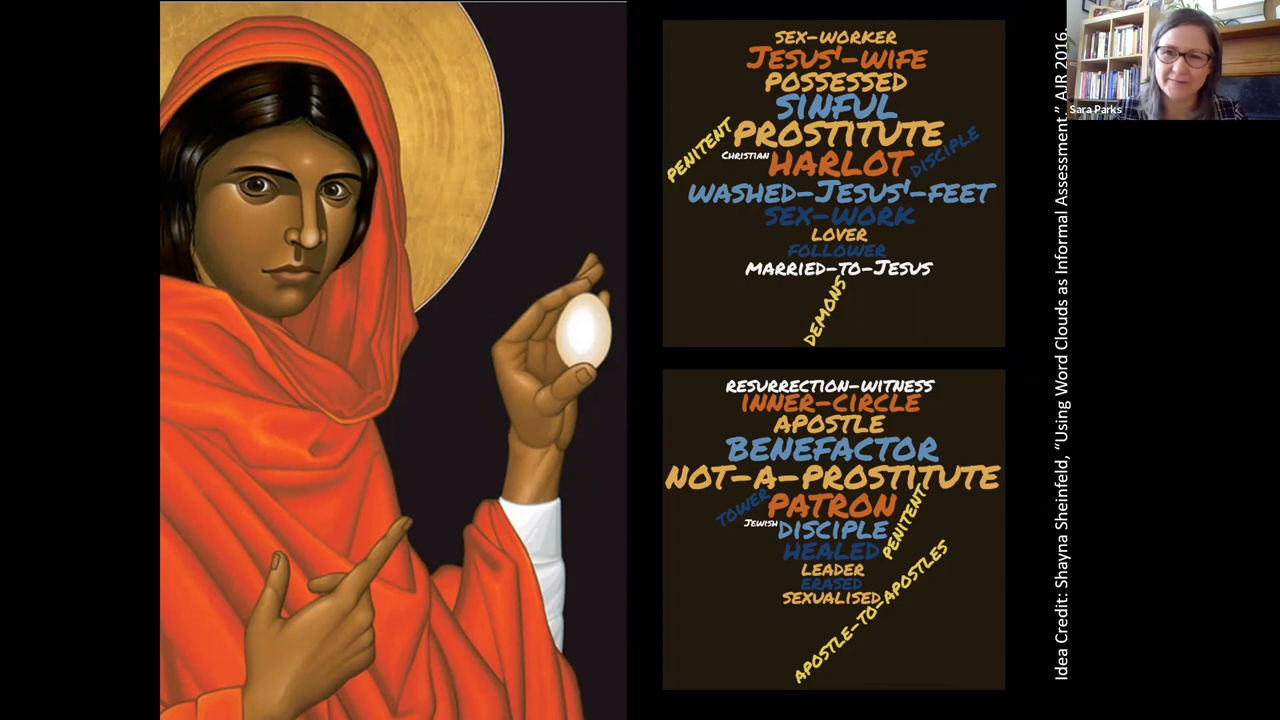 SEX-WORKER
JESUS'-WIFE
POSSESSED
SINFUL
PROSTITUTE
PENITENT
CHRISTIAN
HARLOT
DISCIPLE
WASHED-JESUS'-FEET
SEX-WORK
LOVER
FOLLOWER
MARRIED-TO-JESUS
DEMONS
RESURRECTION-WITNESS
INNER-CIRCLE
APOSTLE
BENEFACTOR
NOT-A-PROSTITUTE
TOWER
PATRON
JEWISH
DISCIPLE
PENITENT
HEALED
LEADER
ERASED
SEXUALISED
APOSTLE-TO-APOSTLES
Idea Credit: Shayna Sheinfeld, “Using Word Clouds as Informal Assessment.” AJR 2016.
Sara Parks